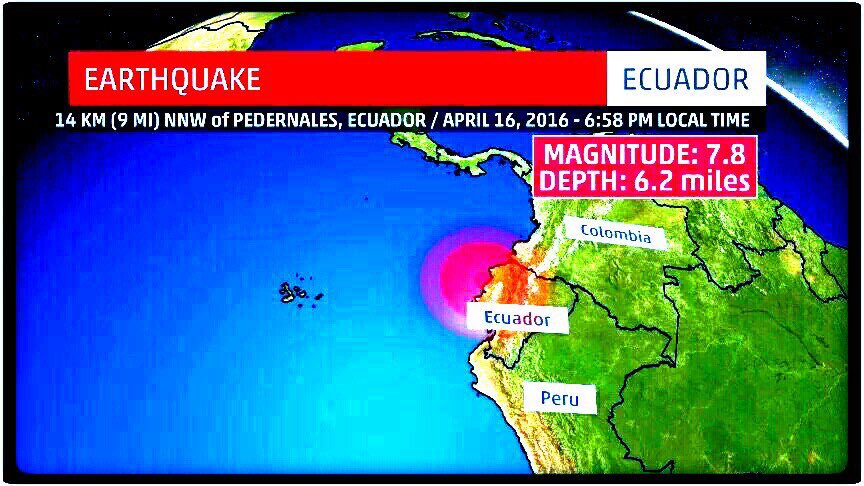 EARTHQUAKE
ECUADOR
14 KM (9 MI) NNW of PEDERNALES, ECUADOR / APRIL 16, 2016 - 6:58 PM LOCAL TIME
MAGNITUDE: 7.8
DEPTH: 6.2 miles
Colombia
Ecuador
Peru